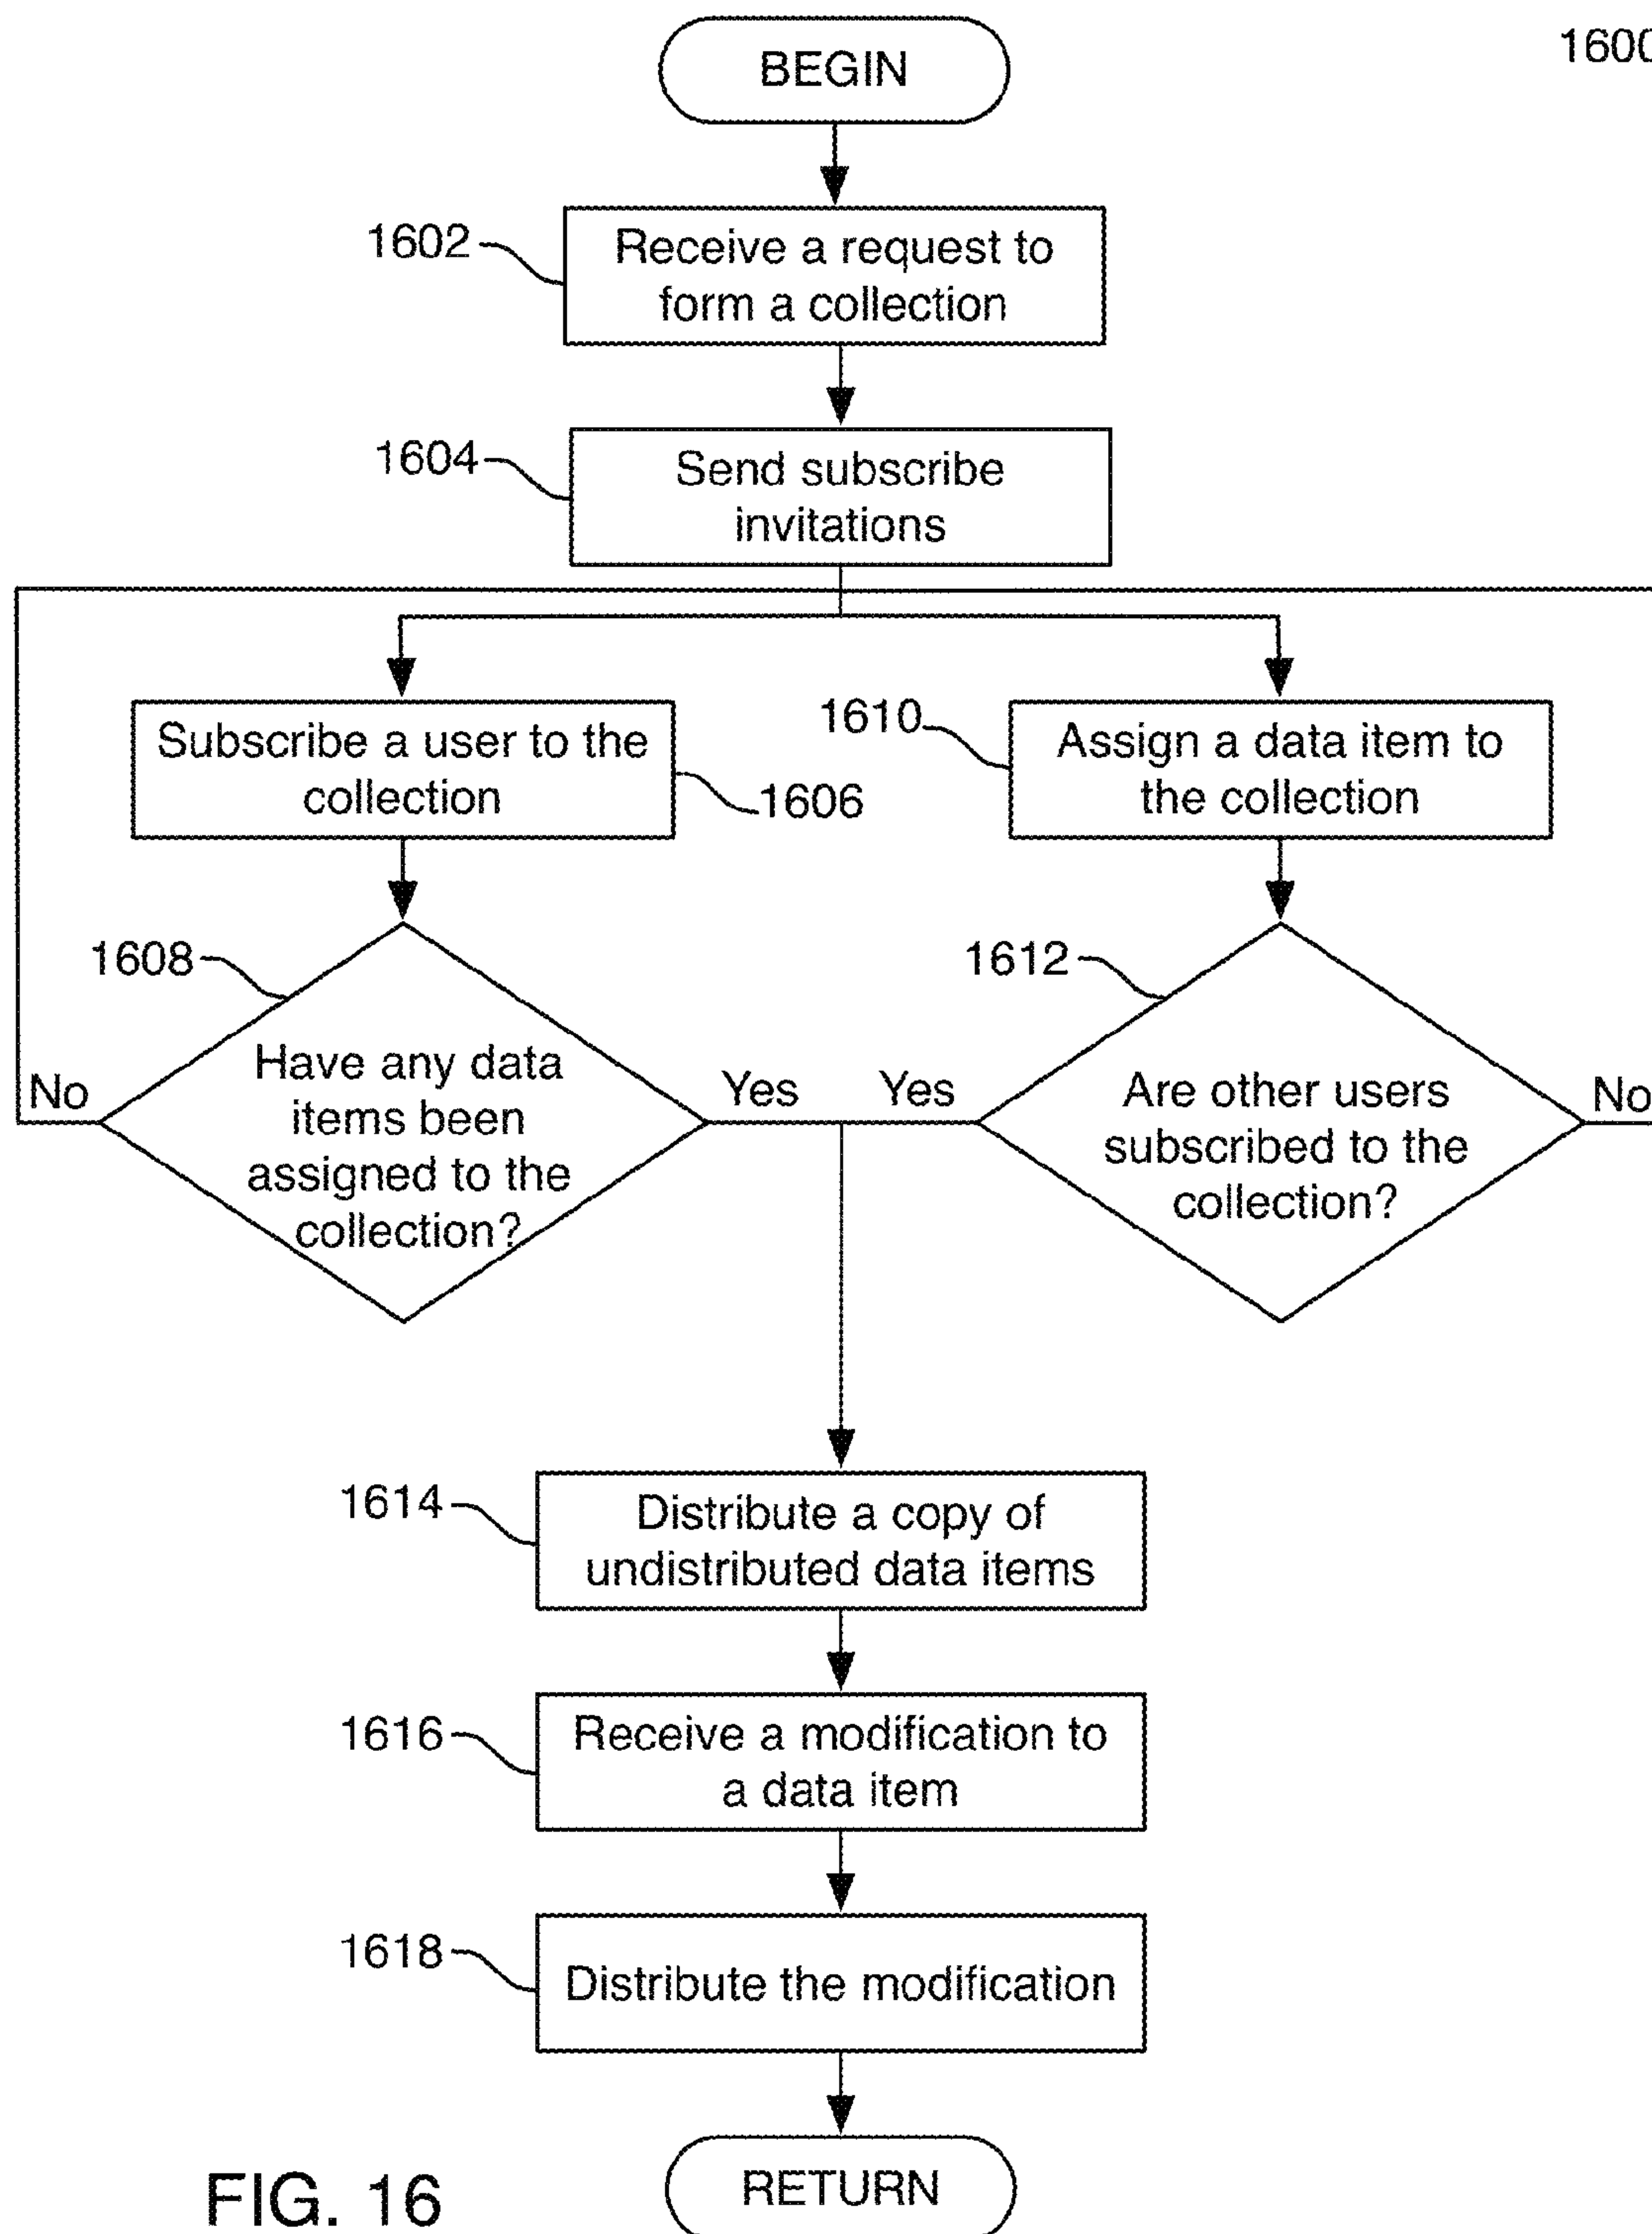 BEGIN
1600
1602
Receive a request to
form a collection
1604
Send subscribe
invitations
Subscribe a user to the
collection
1606
1610
Assign a data item to
the collection
1608
Have any data
items been
assigned to the
collection?
No
Yes
1612
Are other users
subscribed to the
collection?
Yes
No
1614
Distribute a copy of
undistributed data items
1616
Receive a modification to
a data item
1618
Distribute the modification
RETURN
FIG. 16